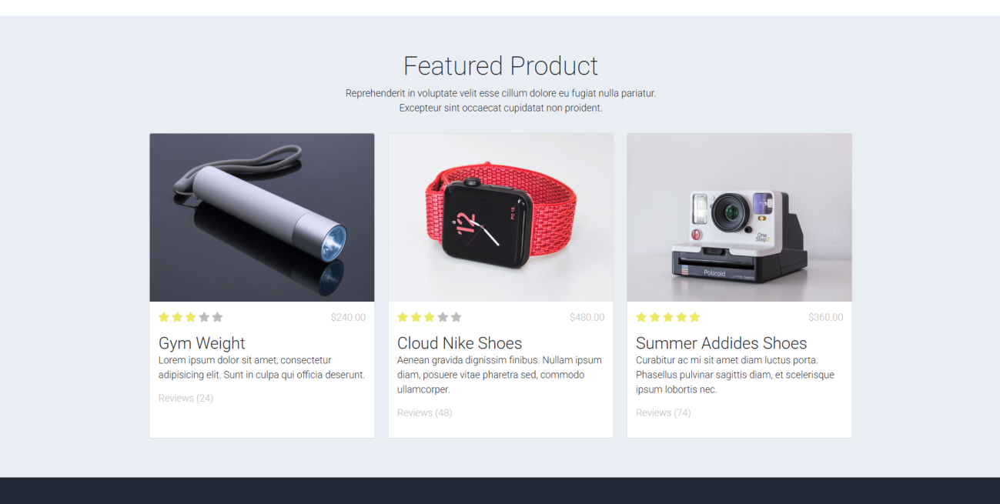 Featured Product
Reprehenderit in voluptate velit esse cillum dolore eu fugiat nulla pariatur.
Excepteur sint occaecat cupidatat non proident.
12
One
Step2
Polaroid
$240.00
Gym Weight
Lorem ipsum dolor sit amet, consectetur
adipisicing elit. Sunt in culpa qui officia deserunt.
Reviews (24)
$480.00
Cloud Nike Shoes
Aenean gravida dignissim finibus. Nullam ipsum
diam, posuere vitae pharetra sed, commodo
ullamcorper.
Reviews (48)
$360.00
Summer Addides Shoes
Curabitur ac mi sit amet diam luctus porta.
Phasellus pulvinar sagittis diam, et scelerisque
ipsum lobortis nec.
Reviews (74)